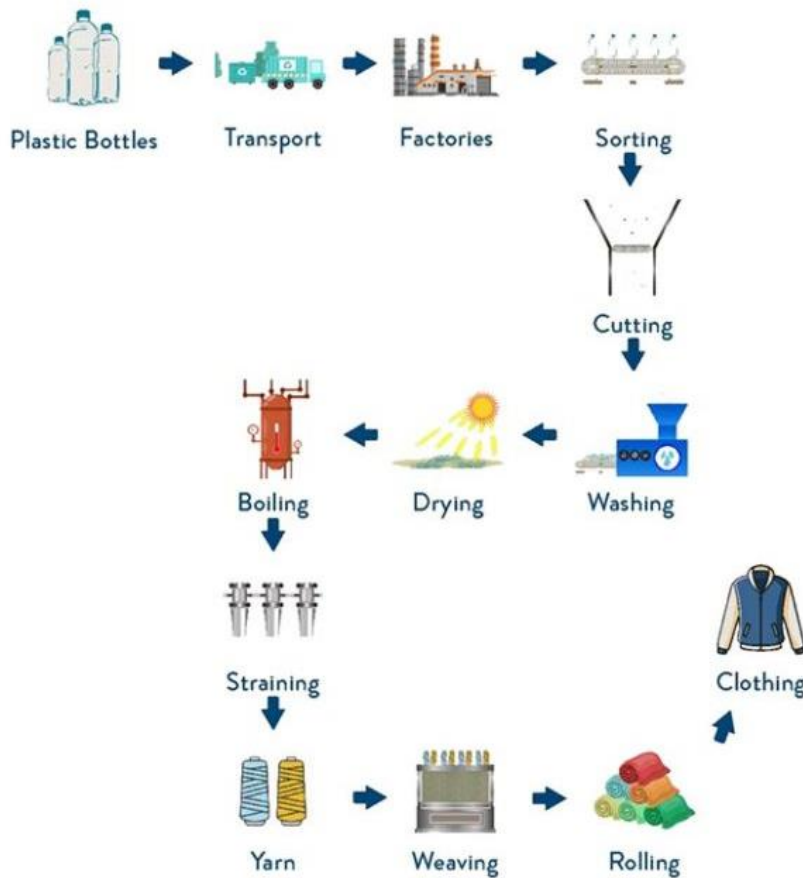 Plastic Bottles
Transport
Factories
Sorting
Cutting
Washing
Drying
Boiling
Straining
Yarn
Weaving
Rolling
Clothing